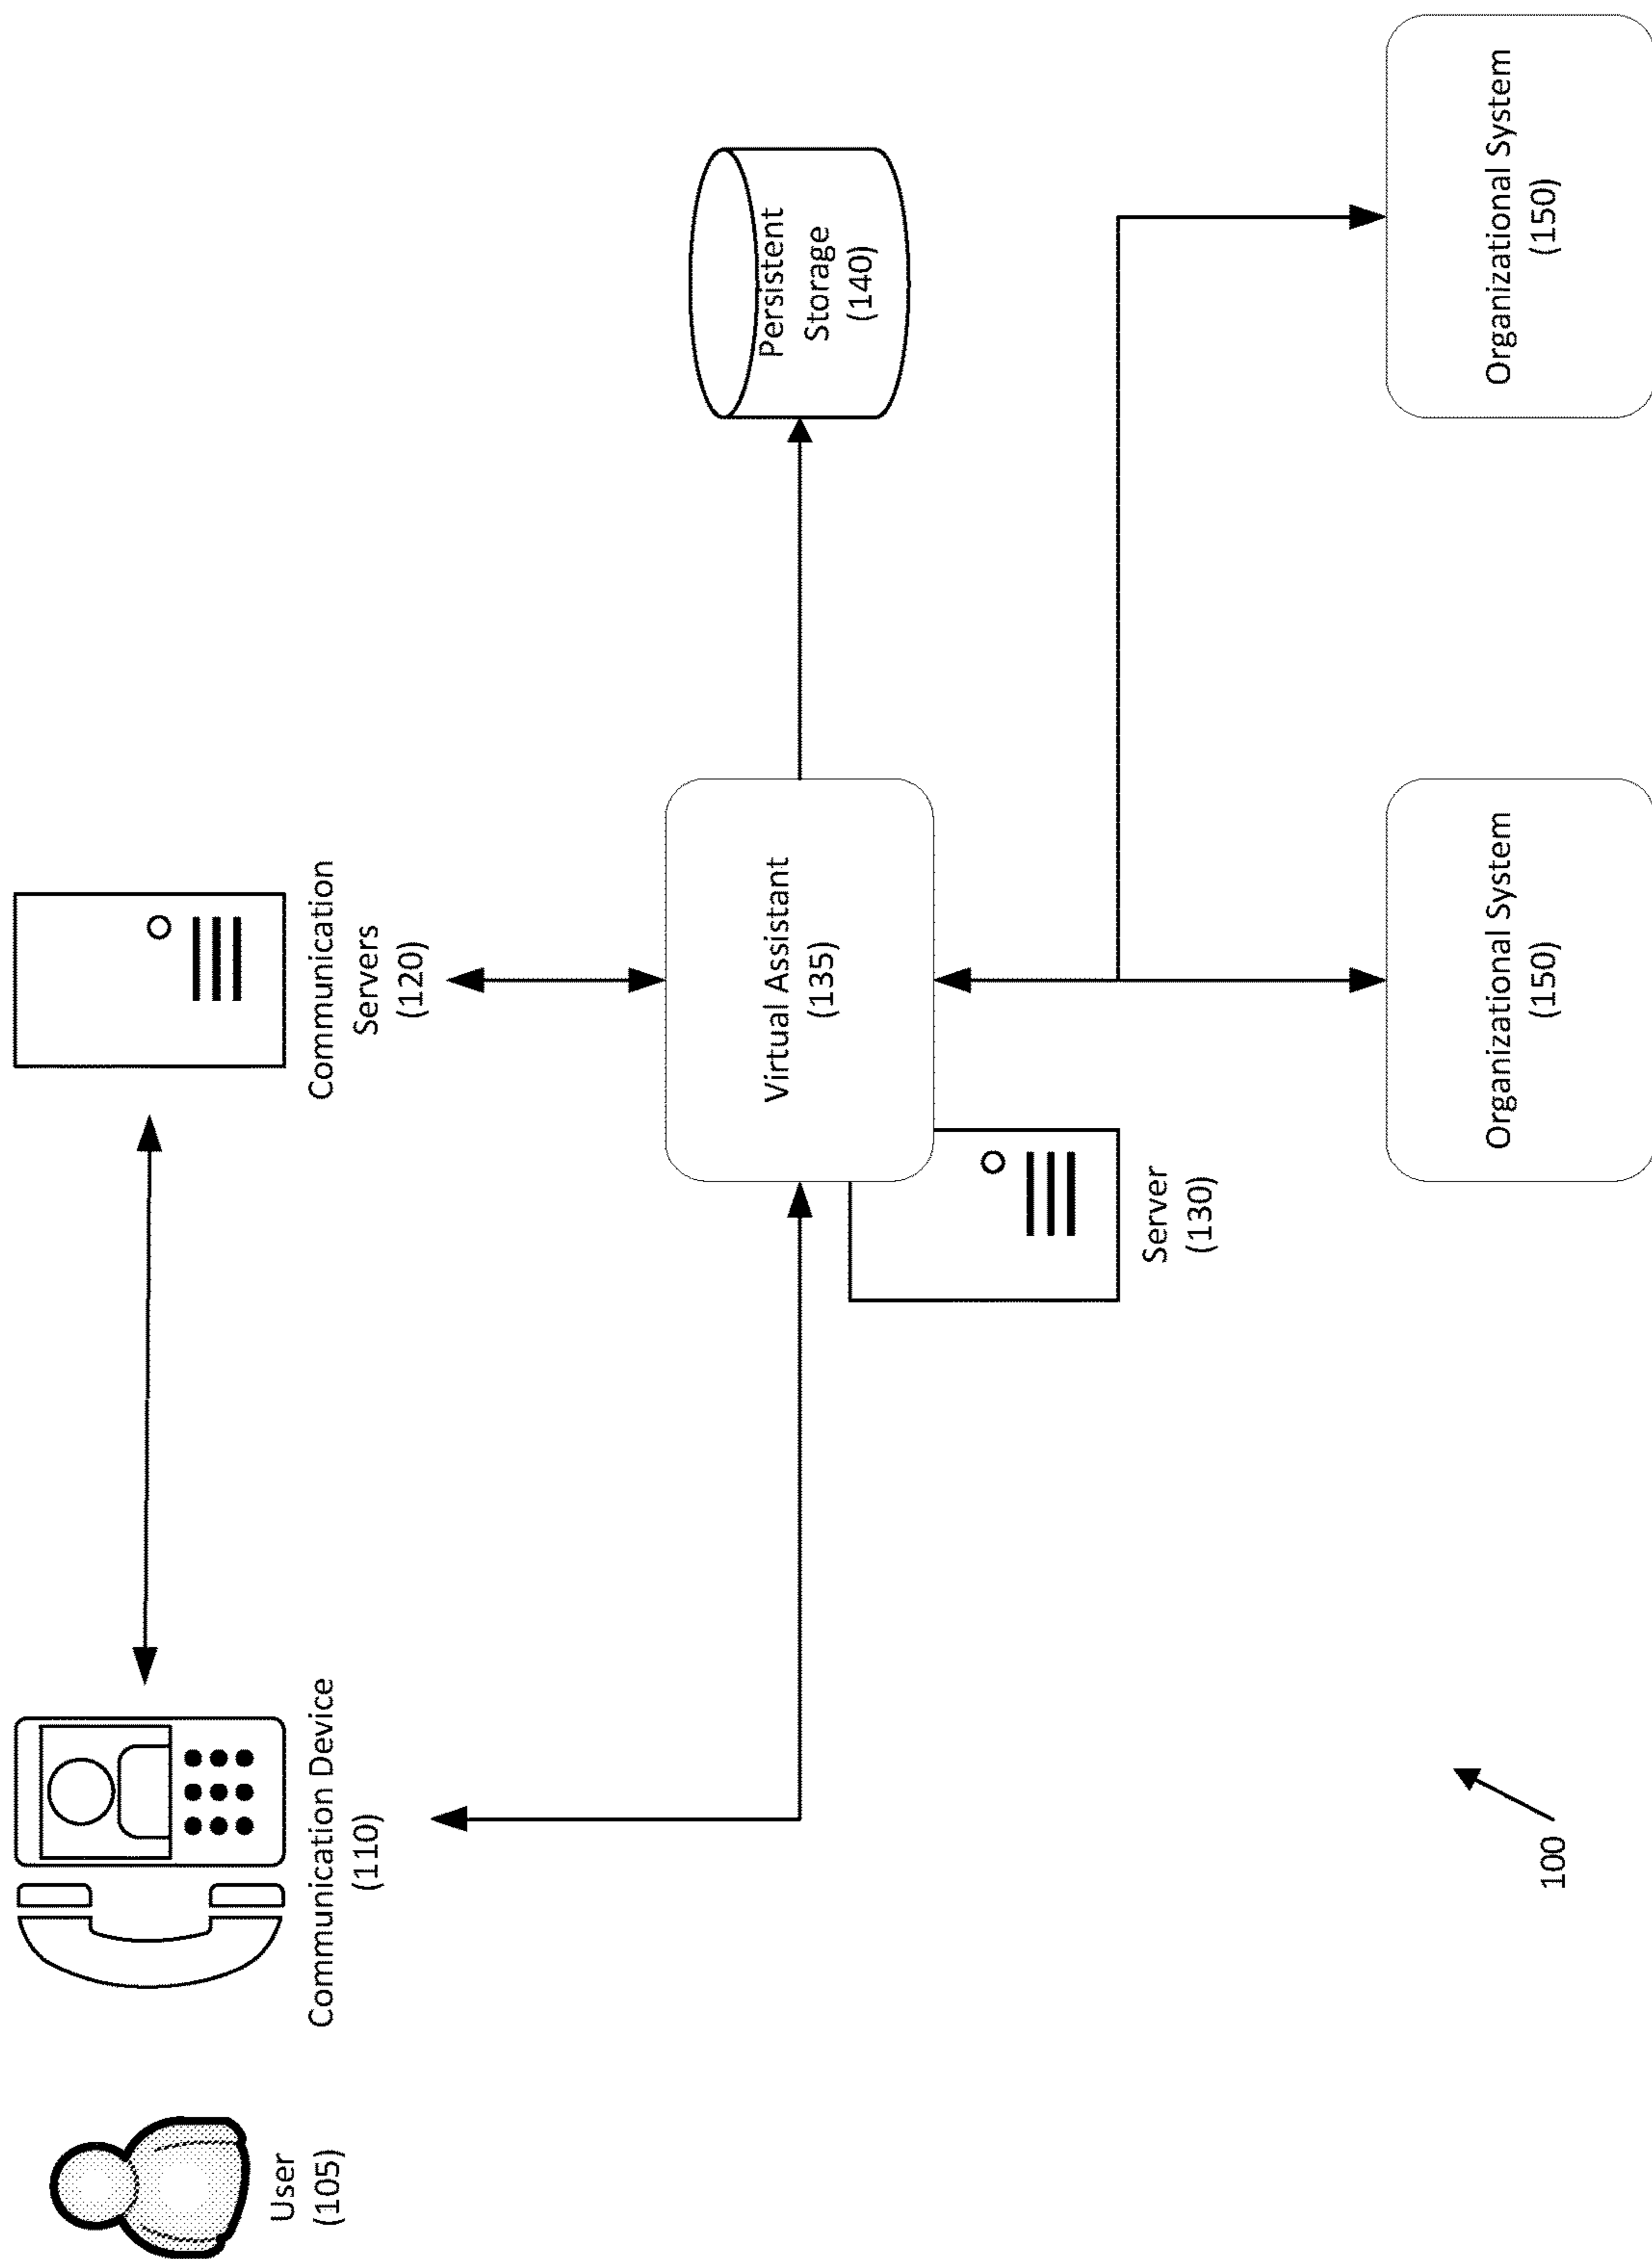 User
(105)
Communication Device
(110)
Communication
Servers
(120)
Virtual Assistant
(135)
Persistent
Storage
(140)
Server
(130)
Organizational System
(150)
Organizational System
(150)
100